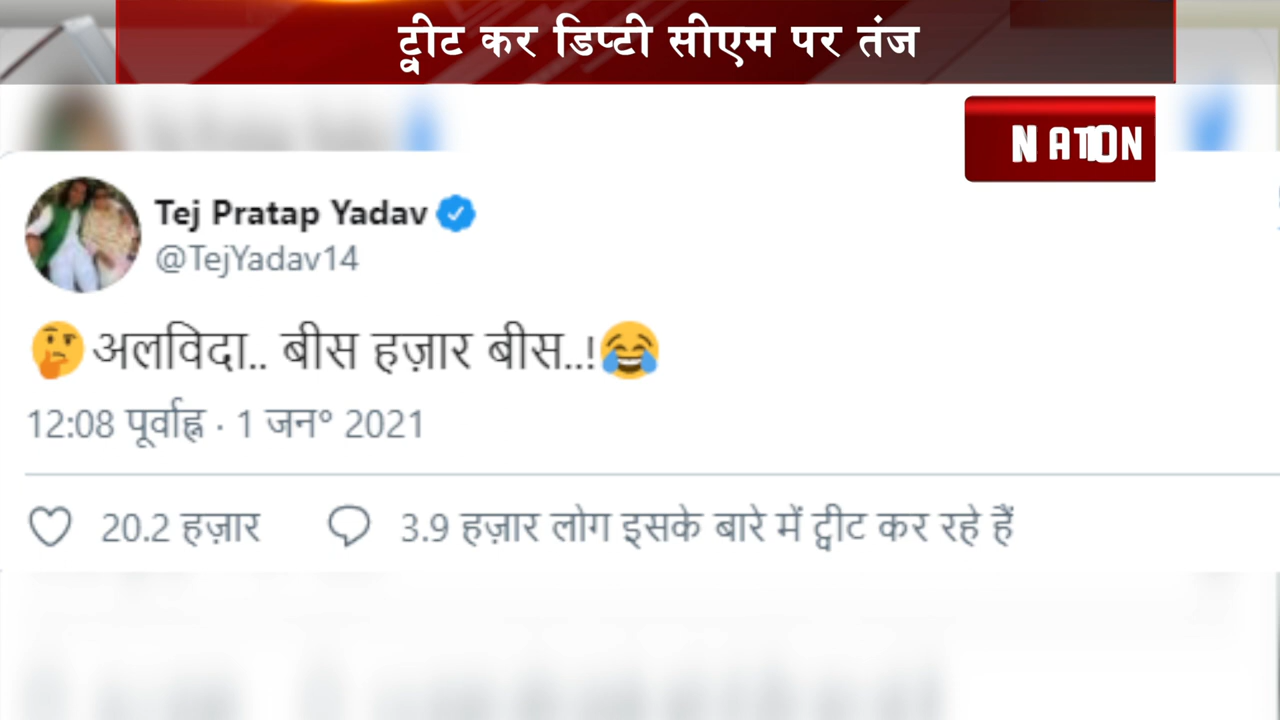 ट्वीट कर डिप्टी सीएम पर तंज
NATION
Tej Pratap Yadav
@TejYadav14
🤔अलविदा.. बीस हज़ार बीस..!😂
12:08 पूर्वाह्न · 1 जन॰ 2021
20.2 हज़ार 3.9 हज़ार लोग इसके बारे में ट्वीट कर रहे हैं